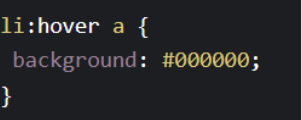 li:hover a {
background: #000000;
}